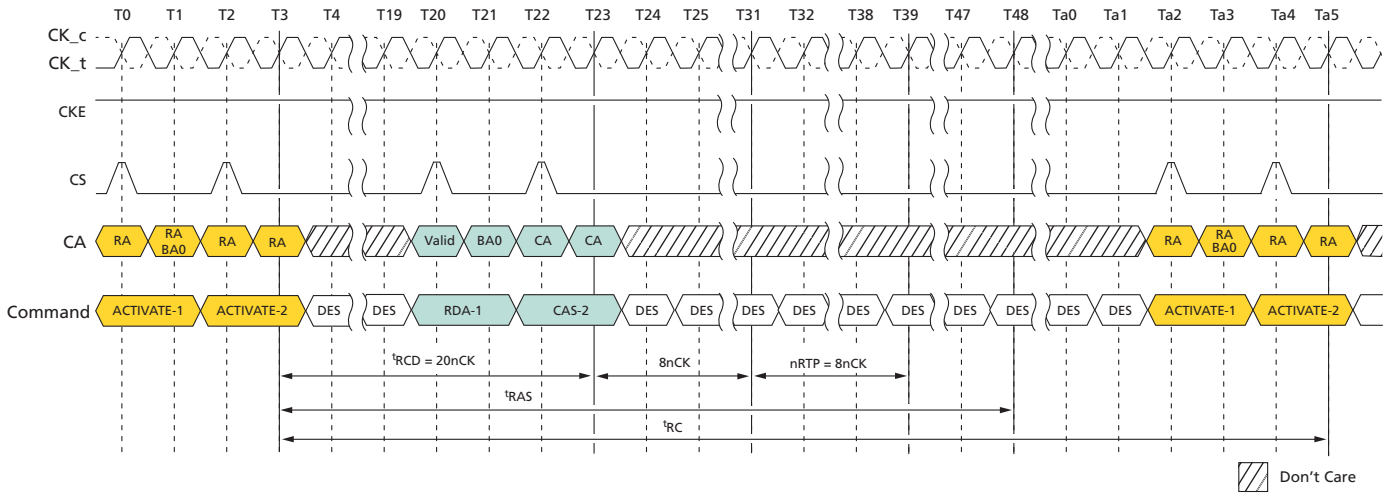 T0 T1 T2 T3 T4 T19 T20 T21 T22 T23 T24 T25 T31 T32 T38 T39 T47 T48 Ta0 Ta1 Ta2 Ta3 Ta4 Ta5
CK_c
CK_t
CKE
CS
CA RA RA BA0 RA RA Valid BA0 CA CA RA RA BA0 RA RA
Command ACTIVATE-1 ACTIVATE-2 DES DES RDA-1 CAS-2 DES DES DES DES DES DES DES DES DES DES ACTIVATE-1 ACTIVATE-2
tRCD = 20nCK 8nCK nRTP = 8nCK
tRAS
tRC
Don't Care